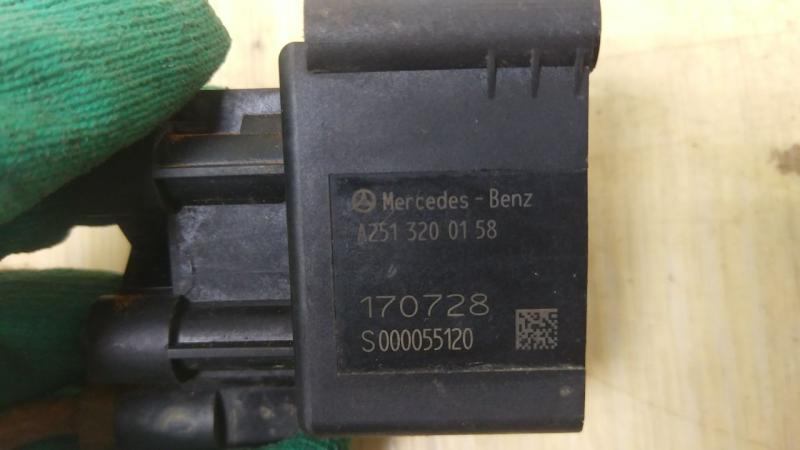 Mercedes-Benz
A251 320 01 58
170728
S000055120